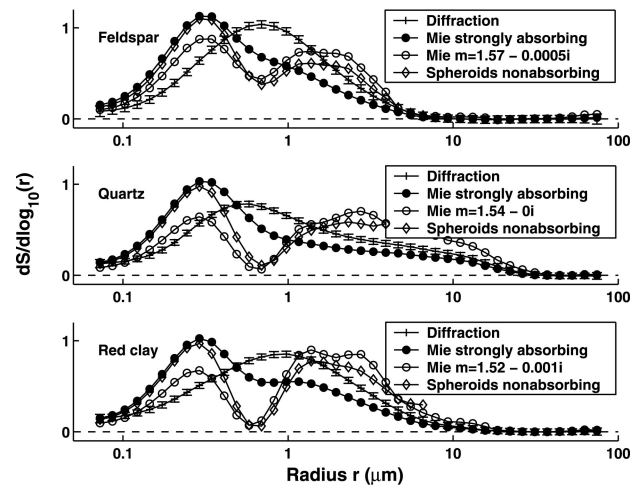 Feldspar
Diffraction
Mie strongly absorbing
Mie m=1.57 − 0.0005i
Spheroids nonabsorbing
1
0
0.1 1 10 100
Quartz
Diffraction
Mie strongly absorbing
Mie m=1.54 − 0i
Spheroids nonabsorbing
1
0
0.1 1 10 100
dS/dlog10(r)
Red clay
Diffraction
Mie strongly absorbing
Mie m=1.52 − 0.001i
Spheroids nonabsorbing
1
0
0.1 1 10 100
Radius r (μm)